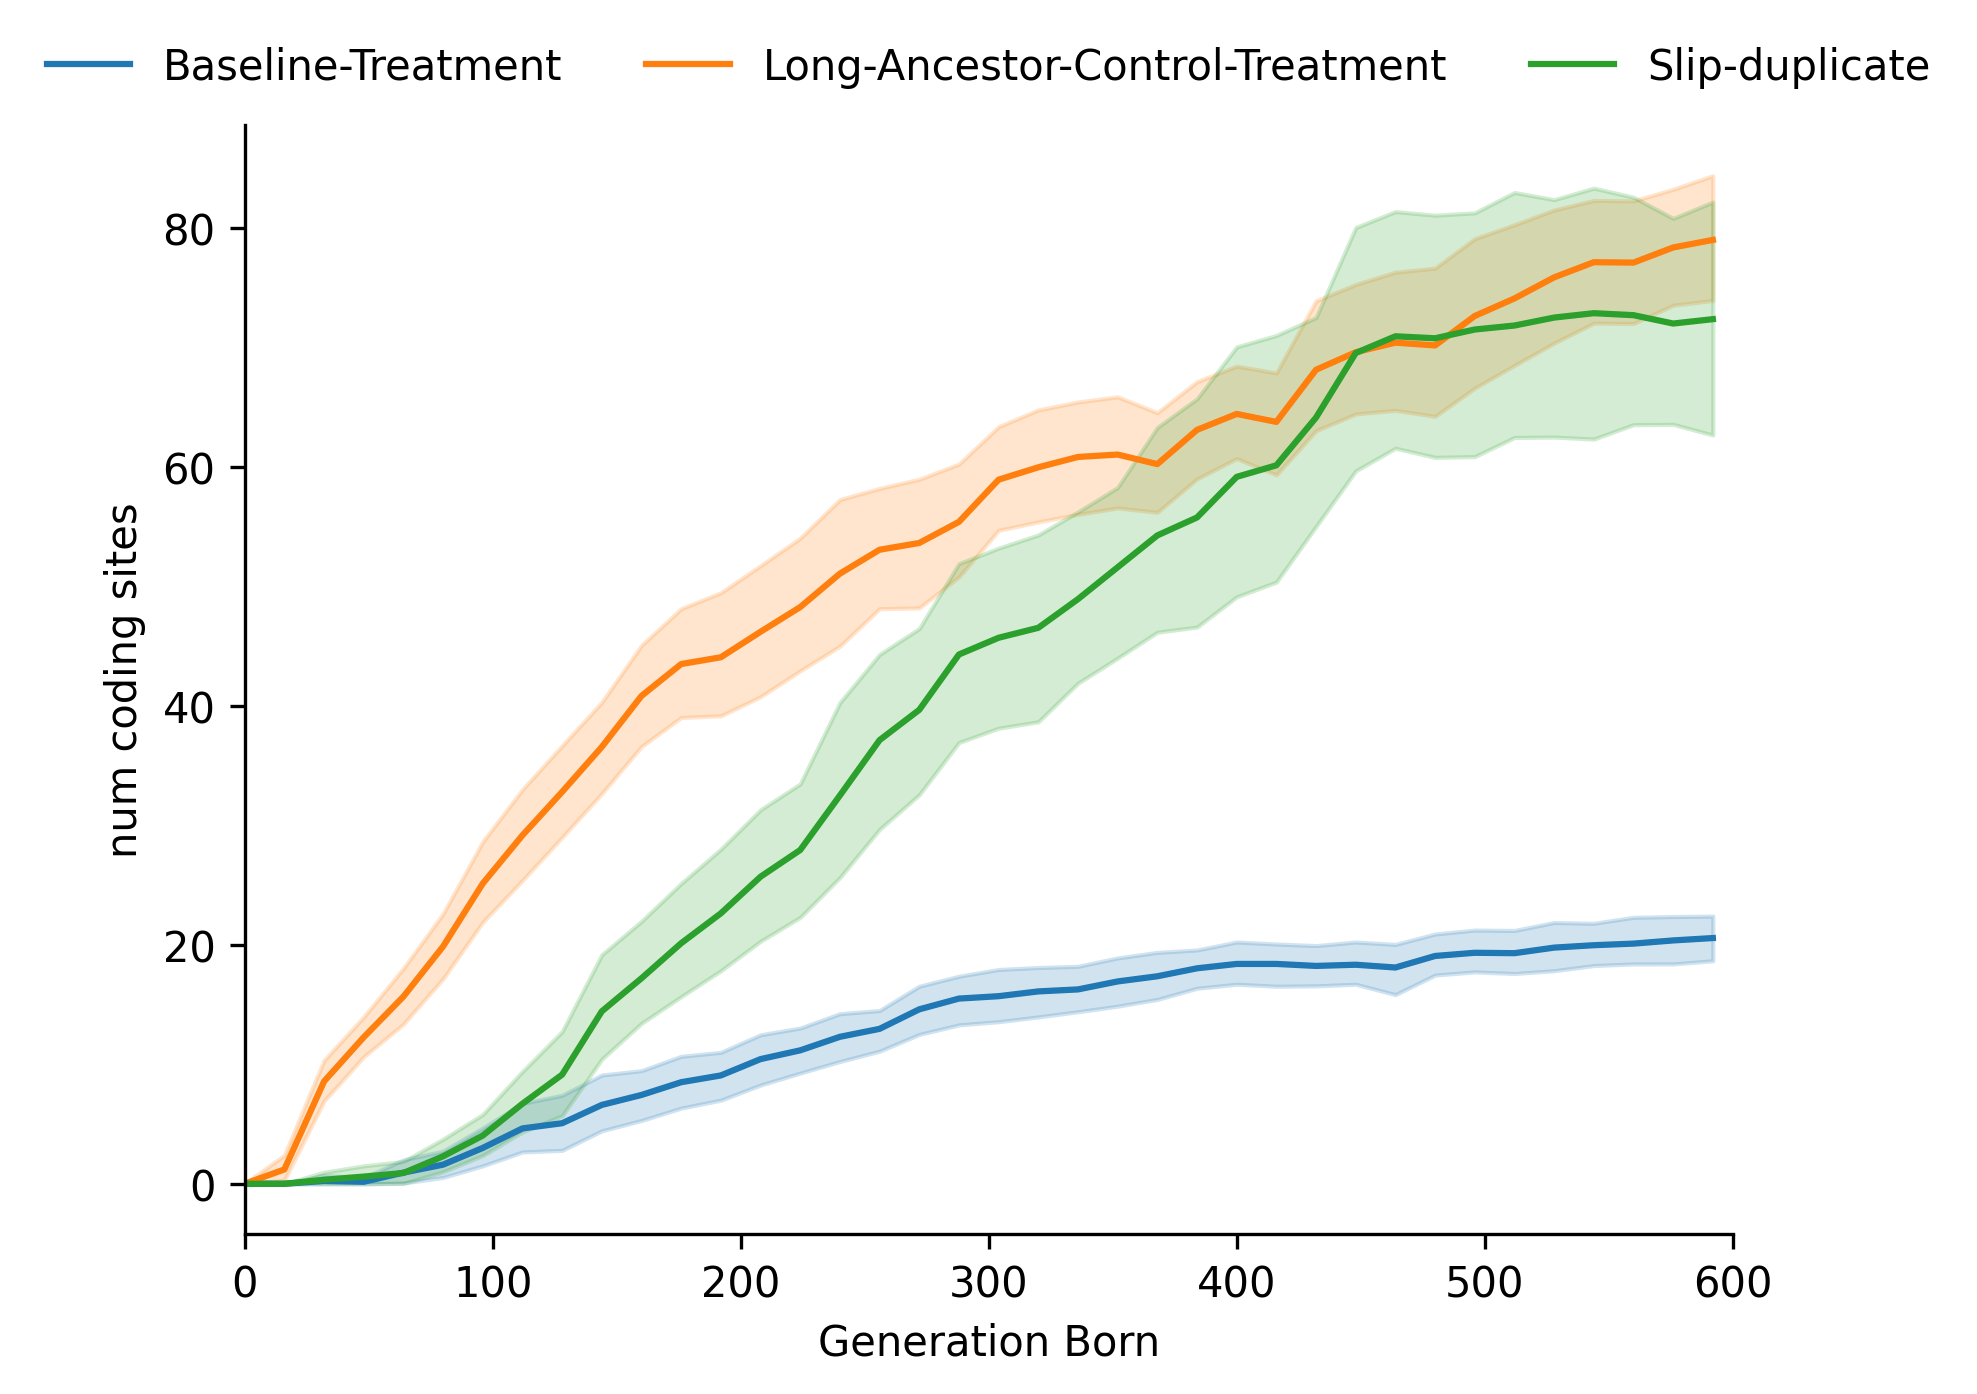 Baseline-Treatment Long-Ancestor-Control-Treatment Slip-duplicate
80
60
40
20
0
num coding sites
0 100 200 300 400 500 600
Generation Born